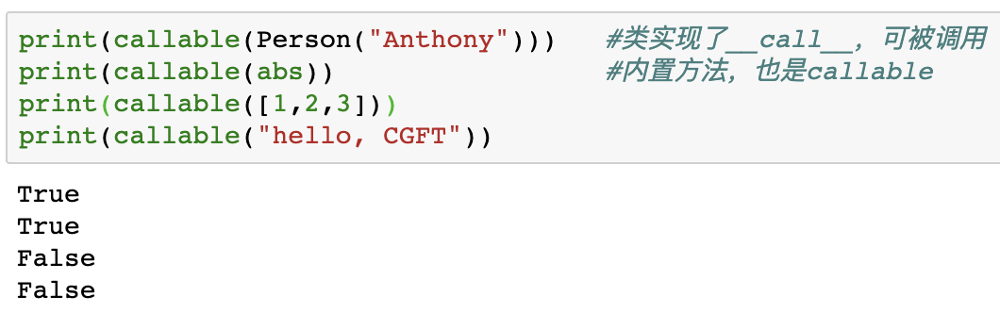 print(callable(Person("Anthony")))   #类实现了__call__, 可被调用
print(callable(abs))                 #内置方法, 也是callable
print(callable([1,2,3]))
print(callable("hello, CGFT"))
True
True
False
False